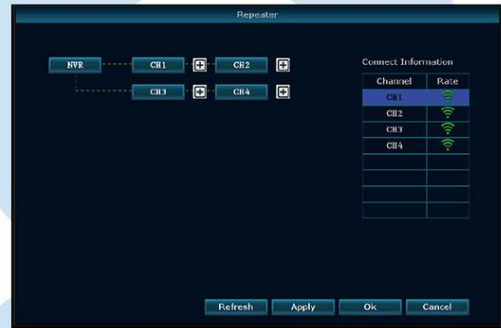 Repeater
NVR CH1 CH2
CH3 CH4
Connect Information
Channel Rate
CH1
CH2
CH3
CH4
Refresh Apply Ok Cancel